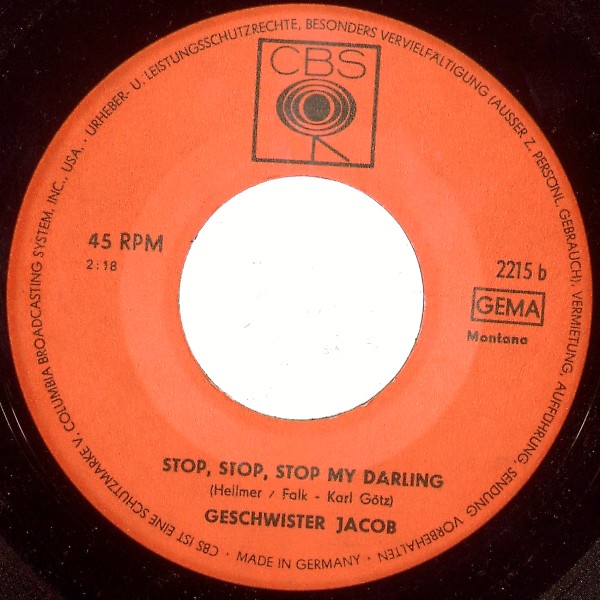 CBS
45 RPM
2:18
2215 b
GEMA
Montana
STOP, STOP, STOP MY DARLING
(Hellmer / Falk - Karl Götz)
GESCHWISTER JACOB
CBS IST EINE SCHUTZMARKE V. COLUMBIA BROADCASTING SYSTEM, INC., USA. · URHEBER- U. LEISTUNGSSCHUTZRECHTE, BESONDERS VERVIELFÄLTIGUNG (AUSSER Z. PERSÖNL. GEBRAUCH), VERMIETUNG, AUFFÜHRUNG, SENDUNG VORBEHALTEN
· MADE IN GERMANY ·